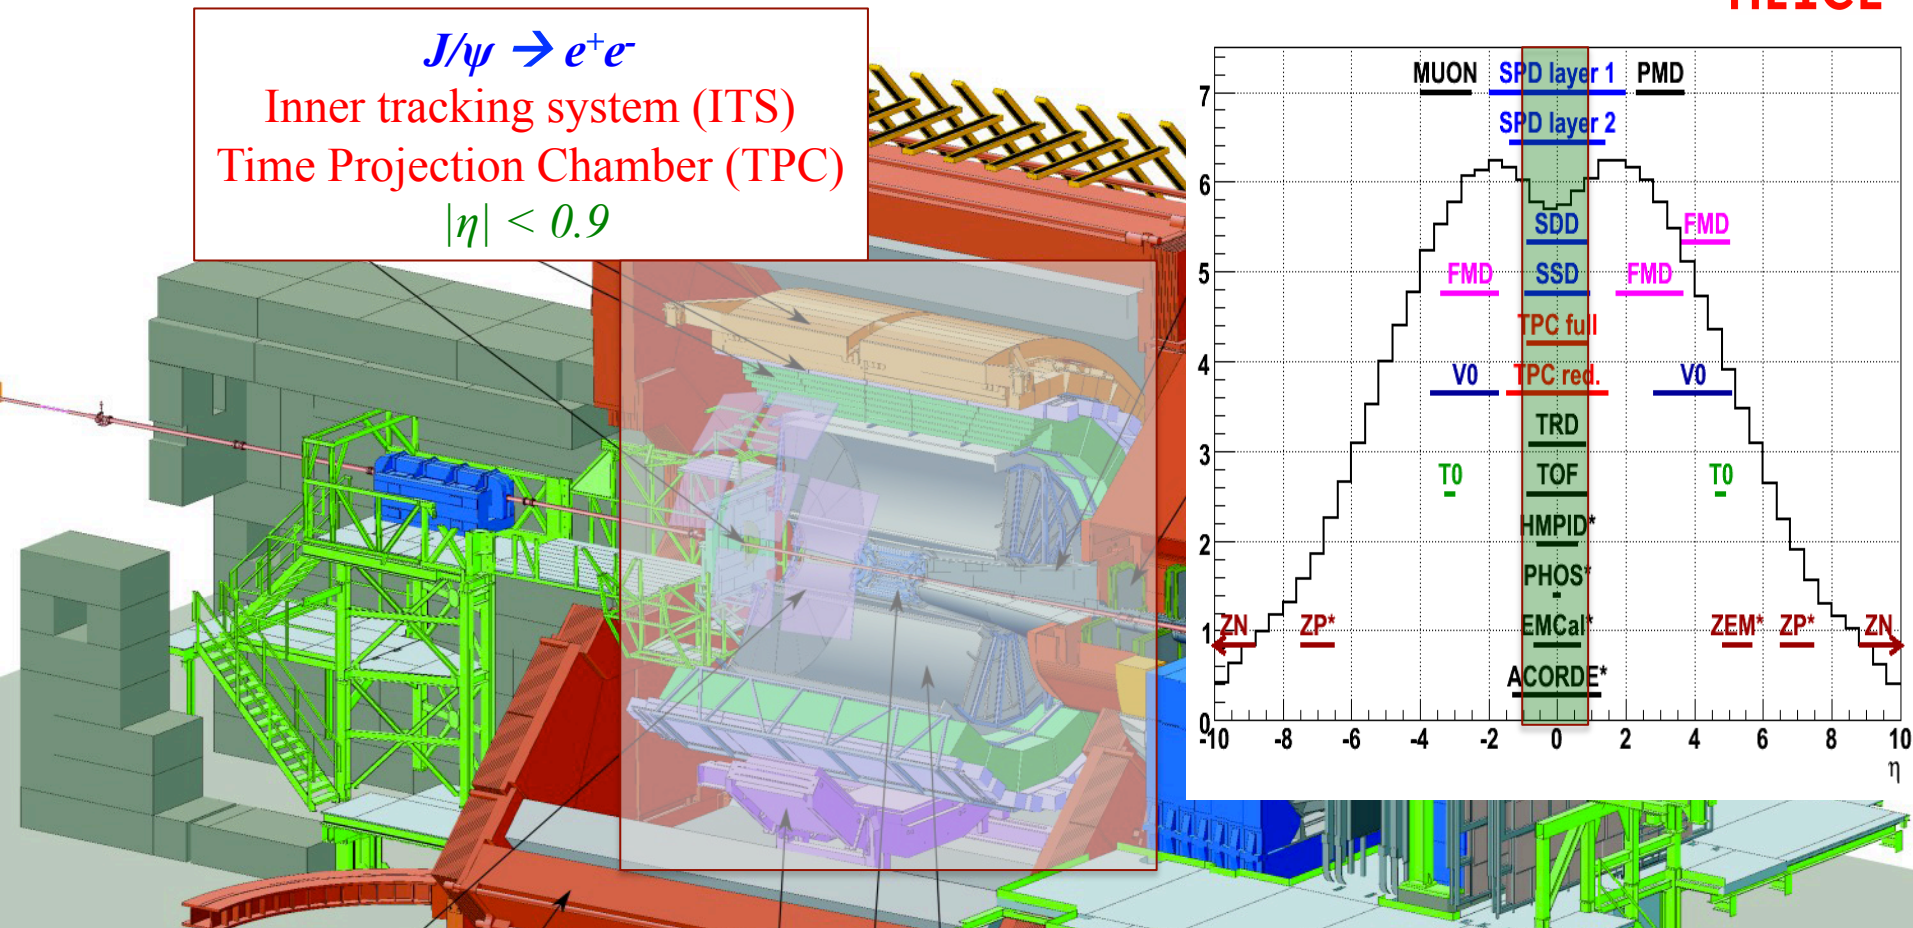 J/ψ → e⁺e⁻
Inner tracking system (ITS)
Time Projection Chamber (TPC)
|η| < 0.9
MUON SPD layer 1 PMD
7
SPD layer 2
6
SDD FMD
5
FMD SSD FMD
TPC full
4
V0 TPC red. V0
TRD
3
T0 TOF T0
HMPID*
2
PHOS*
1
ZN ZP* EMCal* ZEM* ZP* ZN
ACORDE*
0
-10 -8 -6 -4 -2 0 2 4 6 8 10
η